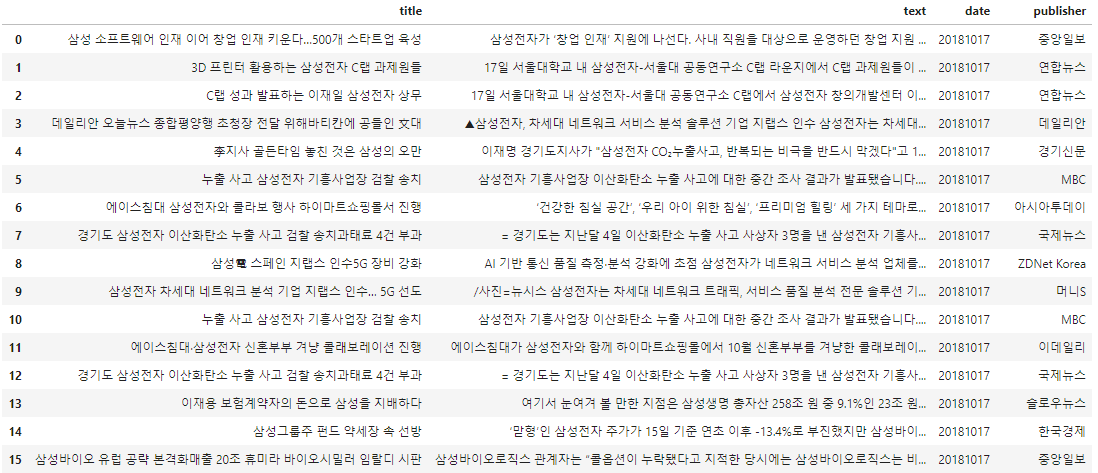 title text date publisher
0 삼성 소프트웨어 인재 이어 창업 인재 키운다...500개 스타트업 육성 삼성전자가 '창업 인재' 지원에 나선다. 사내 직원을 대상으로 운영하던 창업 지원 ... 20181017 중앙일보
1 3D 프린터 활용하는 삼성전자 C랩 과제원들 17일 서울대학교 내 삼성전자-서울대 공동연구소 C랩 라운지에서 C랩 과제원들이 ... 20181017 연합뉴스
2 C랩 성과 발표하는 이재일 삼성전자 상무 17일 서울대학교 내 삼성전자-서울대 공동연구소 C랩에서 삼성전자 창의개발센터 이... 20181017 연합뉴스
3 데일리안 오늘뉴스 종합평양행 초청장 전달 위해바티칸에 공들인 文대 ▲삼성전자, 차세대 네트워크 서비스 분석 솔루션 기업 지랩스 인수 삼성전자는 차세대... 20181017 데일리안
4 李지사 골든타임 놓친 것은 삼성의 오만 이재명 경기도지사가 "삼성전자 CO₂누출사고, 반복되는 비극을 반드시 막겠다"고 1... 20181017 경기신문
5 누출 사고 삼성전자 기흥사업장 검찰 송치 삼성전자 기흥사업장 이산화탄소 누출 사고에 대한 중간 조사 결과가 발표됐습니다.... 20181017 MBC
6 에이스침대 삼성전자와 콜라보 행사 하이마트쇼핑몰서 진행 '건강한 침실 공간', '우리 아이 위한 침실', '프리미엄 힐링' 세 가지 테마로... 20181017 아시아투데이
7 경기도 삼성전자 이산화탄소 누출 사고 검찰 송치과태료 4건 부과 = 경기도는 지난달 4일 이산화탄소 누출 사고 사상자 3명을 낸 삼성전자 기흥사... 20181017 국제뉴스
8 삼성電 스페인 지랩스 인수5G 장비 강화 AI 기반 통신 품질 측정·분석 강화에 초점 삼성전자가 네트워크 서비스 분석 업체를... 20181017 ZDNet Korea
9 삼성전자 차세대 네트워크 분석 기업 지랩스 인수... 5G 선도 /사진=뉴시스 삼성전자는 차세대 네트워크 트래픽, 서비스 품질 분석 전문 솔루션 기... 20181017 머니S
10 누출 사고 삼성전자 기흥사업장 검찰 송치 삼성전자 기흥사업장 이산화탄소 누출 사고에 대한 중간 조사 결과가 발표됐습니다.... 20181017 MBC
11 에이스침대·삼성전자 신혼부부 겨냥 콜래보레이션 진행 에이스침대가 삼성전자와 함께 하이마트쇼핑몰에서 10월 신혼부부를 겨냥한 콜래보레이... 20181017 이데일리
12 경기도 삼성전자 이산화탄소 누출 사고 검찰 송치과태료 4건 부과 = 경기도는 지난달 4일 이산화탄소 누출 사고 사상자 3명을 낸 삼성전자 기흥사... 20181017 국제뉴스
13 이재용 보험계약자의 돈으로 삼성을 지배하다 여기서 눈여겨 볼 만한 지점은 삼성생명 총자산 258조 원 중 9.1%인 23조 원... 20181017 슬로우뉴스
14 삼성그룹주 펀드 약세장 속 선방 '맏형'인 삼성전자 주가가 15일 기준 연초 이후 -13.4%로 부진했지만 삼성바이... 20181017 한국경제
15 삼성바이오 유럽 공략 본격화매출 20조 휴미라 바이오시밀러 임랄디 시판 삼성바이오로직스 관계자는 "콜옵션이 누락됐다고 지적한 당시에는 삼성바이오로직스는 비... 20181017 중앙일보